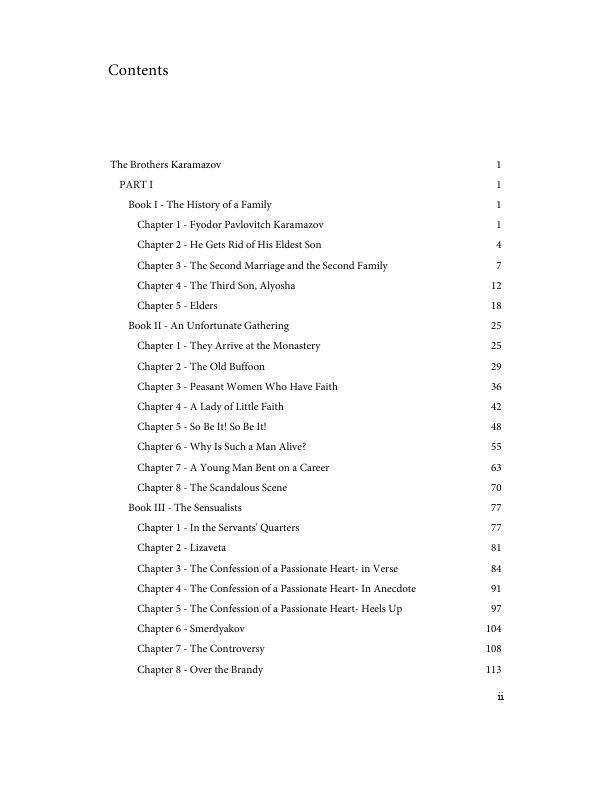 Contents
The Brothers Karamazov 1
PART I 1
Book I - The History of a Family 1
Chapter 1 - Fyodor Pavlovitch Karamazov 1
Chapter 2 - He Gets Rid of His Eldest Son 4
Chapter 3 - The Second Marriage and the Second Family 7
Chapter 4 - The Third Son, Alyosha 12
Chapter 5 - Elders 18
Book II - An Unfortunate Gathering 25
Chapter 1 - They Arrive at the Monastery 25
Chapter 2 - The Old Buffoon 29
Chapter 3 - Peasant Women Who Have Faith 36
Chapter 4 - A Lady of Little Faith 42
Chapter 5 - So Be It! So Be It! 48
Chapter 6 - Why Is Such a Man Alive? 55
Chapter 7 - A Young Man Bent on a Career 63
Chapter 8 - The Scandalous Scene 70
Book III - The Sensualists 77
Chapter 1 - In the Servants' Quarters 77
Chapter 2 - Lizaveta 81
Chapter 3 - The Confession of a Passionate Heart- in Verse 84
Chapter 4 - The Confession of a Passionate Heart- In Anecdote 91
Chapter 5 - The Confession of a Passionate Heart- Heels Up 97
Chapter 6 - Smerdyakov 104
Chapter 7 - The Controversy 108
Chapter 8 - Over the Brandy 113
ii